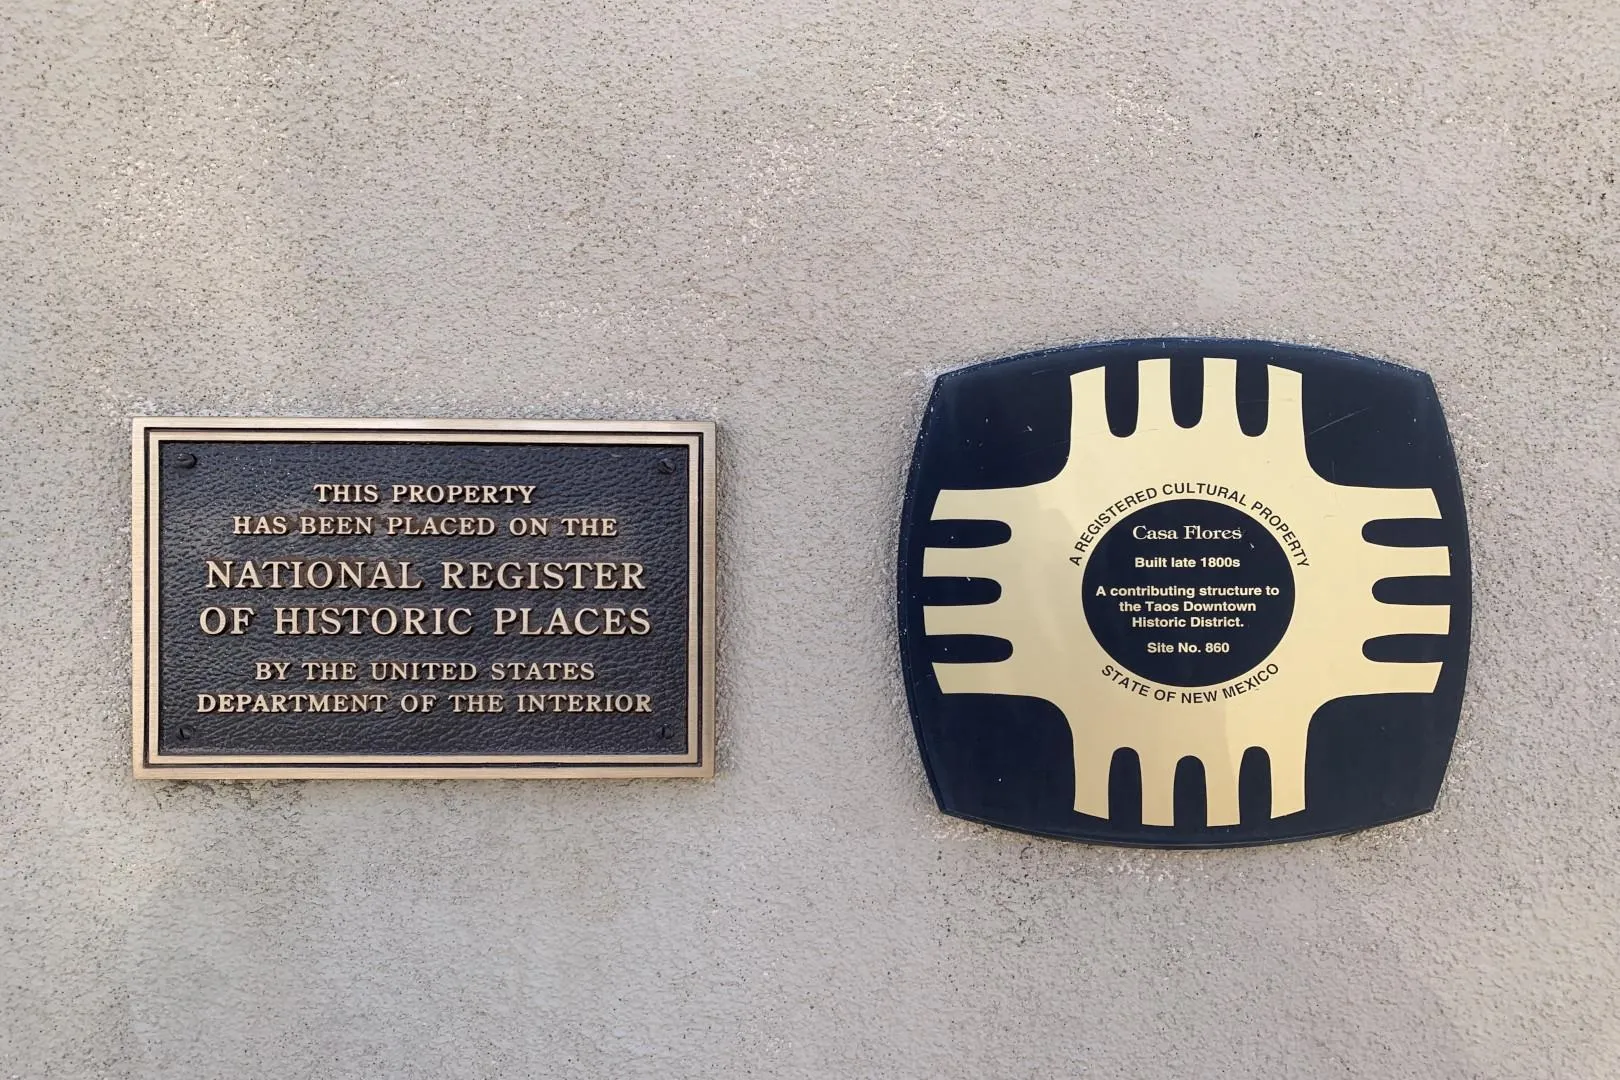 THIS PROPERTY
HAS BEEN PLACED ON THE
NATIONAL REGISTER
OF HISTORIC PLACES
BY THE UNITED STATES
DEPARTMENT OF THE INTERIOR
A REGISTERED CULTURAL PROPERTY
Casa Flores
Built late 1800s
A contributing structure to
the Taos Downtown
Historic District.
Site No. 860
STATE OF NEW MEXICO